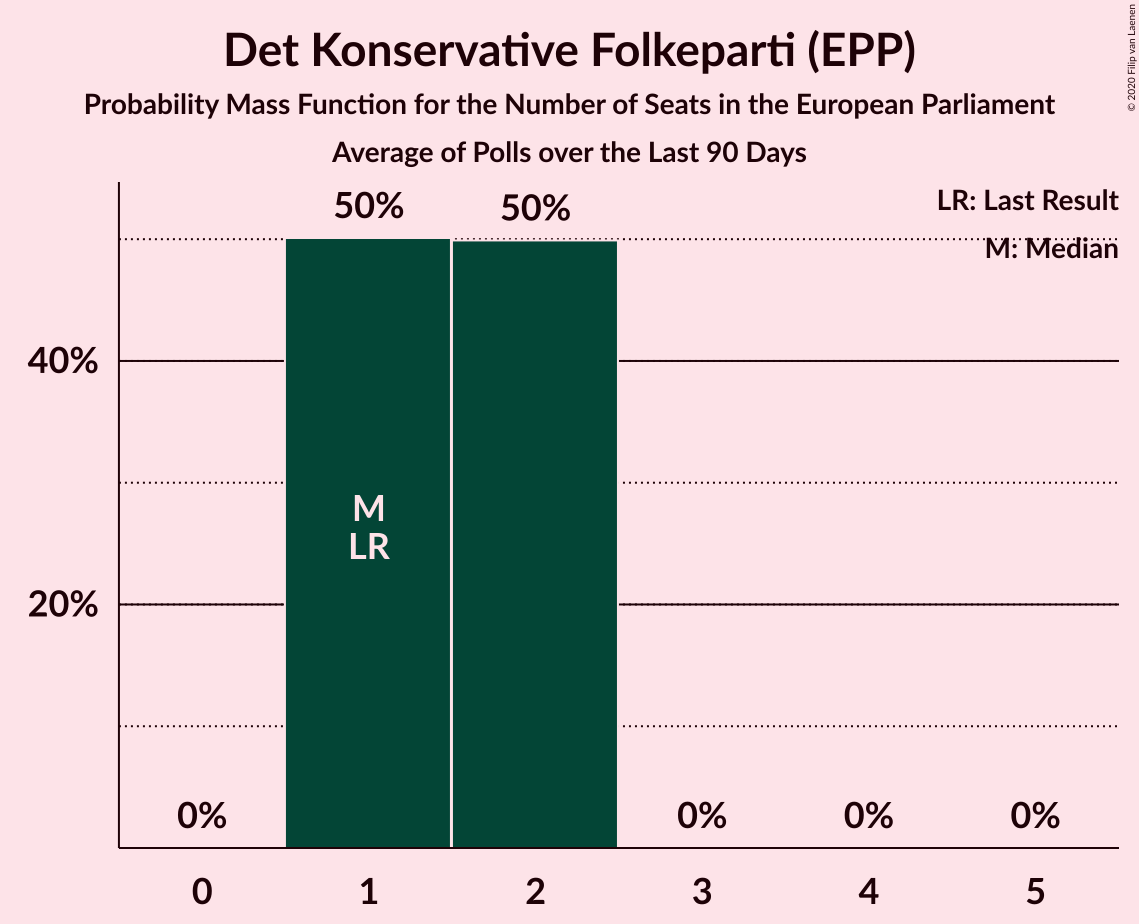 Det Konservative Folkeparti (EPP)
Probability Mass Function for the Number of Seats in the European Parliament
Average of Polls over the Last 90 Days
© 2020 Filip van Laenen
50%
50%
LR: Last Result
M: Median
40%
M
LR
20%
0%
0%
0%
0%
0
1
2
3
4
5